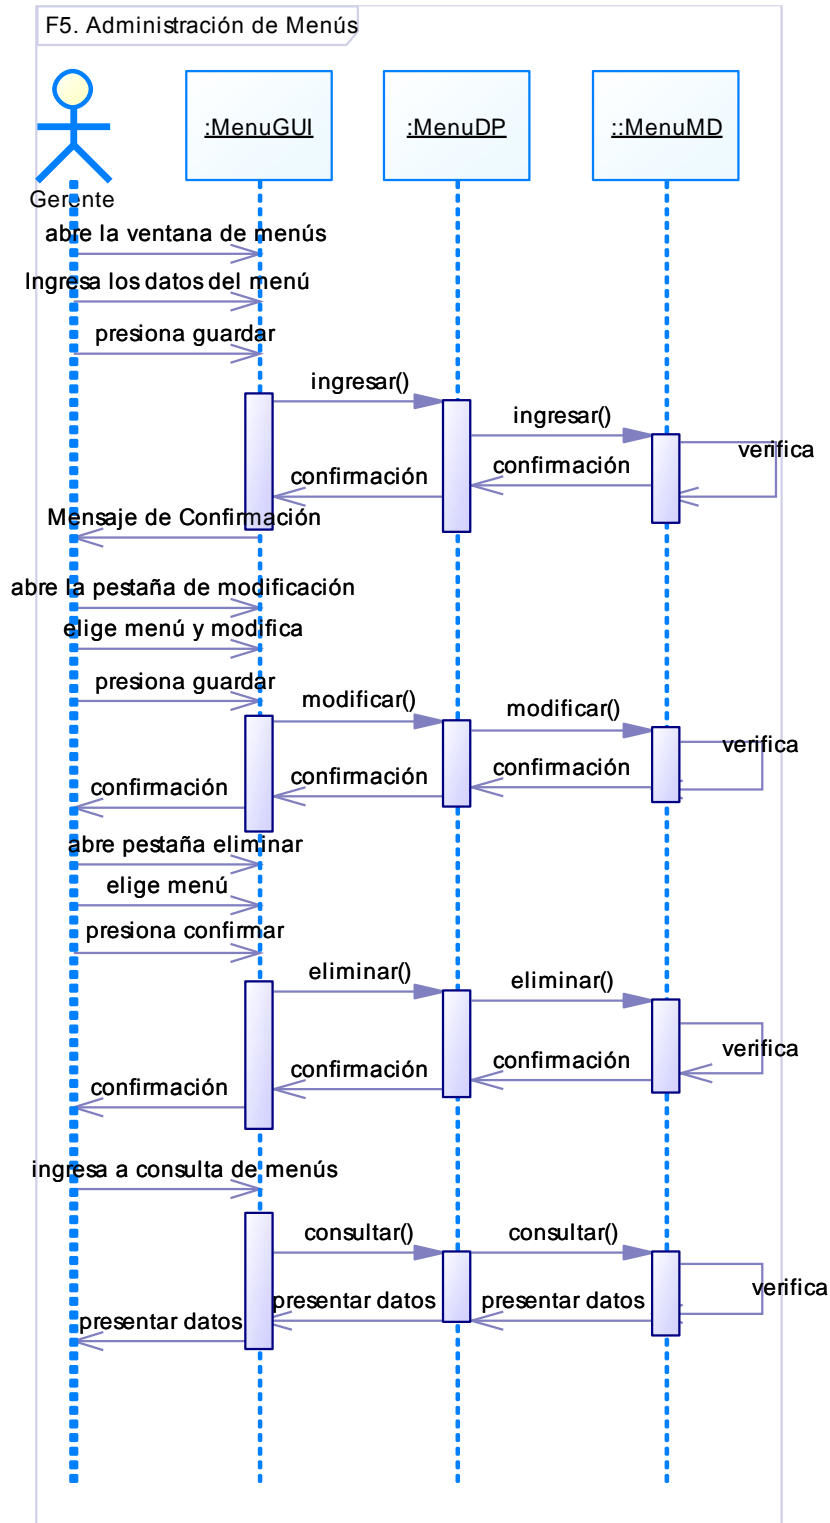 F5. Administración de Menús
:MenuGUI
:MenuDP
::MenuMD
Gerente
abre la ventana de menús
Ingresa los datos del menú
presiona guardar
ingresar()
ingresar()
verifica
confirmación
confirmación
Mensaje de Confirmación
abre la pestaña de modificación
elige menú y modifica
presiona guardar
modificar()
modificar()
verifica
confirmación
confirmación
confirmación
abre pestaña eliminar
elige menú
presiona confirmar
eliminar()
eliminar()
verifica
confirmación
confirmación
confirmación
ingresa a consulta de menús
consultar()
consultar()
verifica
presentar datos
presentar datos
presentar datos